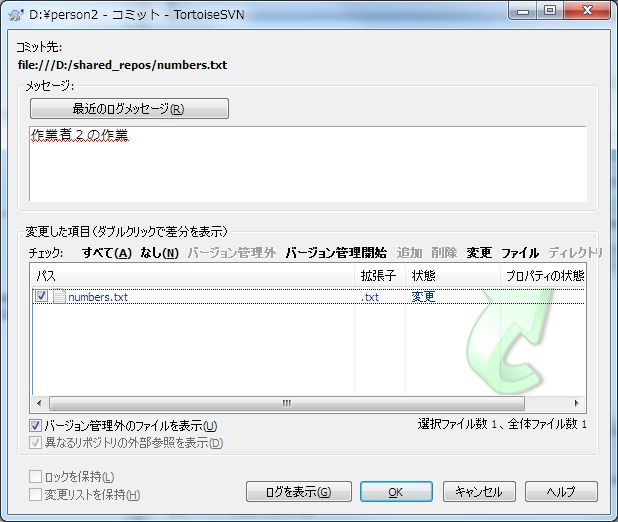 D:¥person2 - コミット - TortoiseSVN
コミット先:
file:///D:/shared_repos/numbers.txt
メッセージ:
最近のログメッセージ(R)
作業者２の作業
変更した項目(ダブルクリックで差分を表示)
チェック: すべて(A) なし(N) バージョン管理外 バージョン管理開始 追加 削除 変更 ファイル ディレクトリ
パス 拡張子 状態 プロパティの状態
numbers.txt .txt 変更
バージョン管理外のファイルを表示(U) 選択ファイル数 1、全体ファイル数 1
異なるリポジトリの外部参照を表示(D)
ロックを保持(L)
変更リストを保持(H) ログを表示(G) OK キャンセル ヘルプ